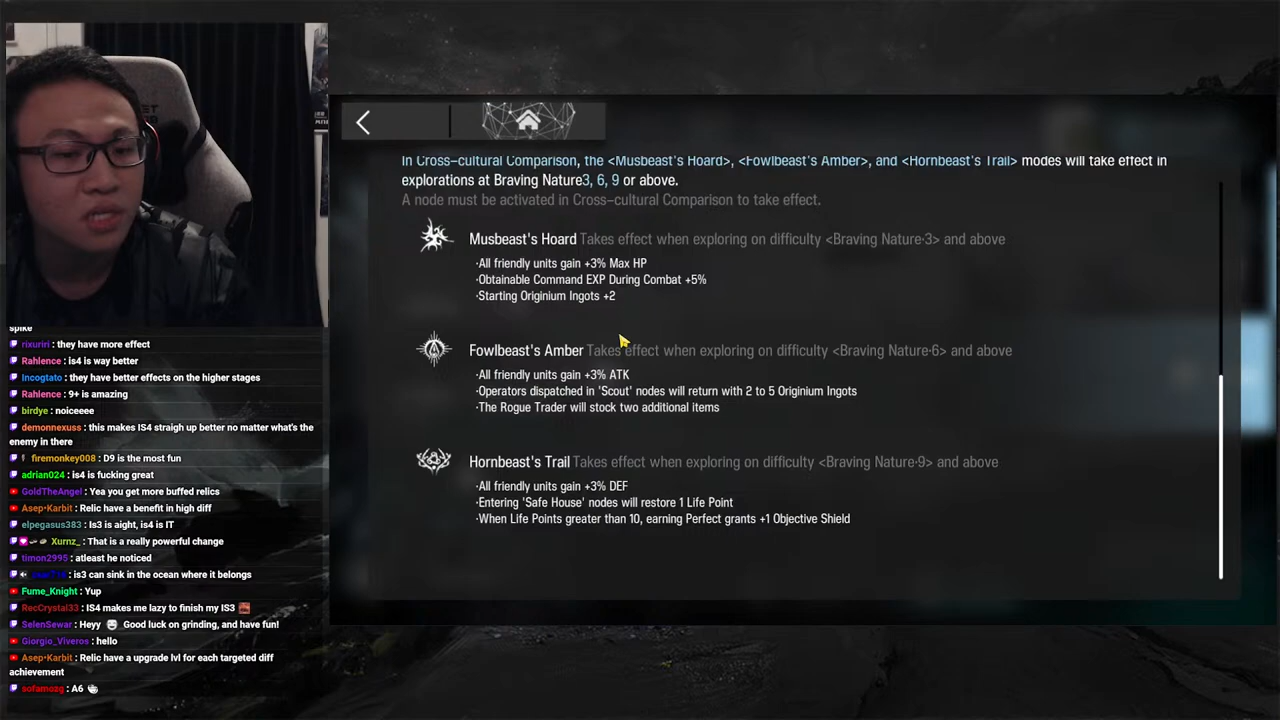 In Cross-cultural Comparison, the <Musbeast's Hoard>, <Fowlbeast's Amber>, and <Hornbeast's Trail> modes will take effect in
explorations at Braving Nature3, 6, 9 or above.
A node must be activated in Cross-cultural Comparison to take effect.
Musbeast's Hoard Takes effect when exploring on difficulty <Braving Nature·3> and above
·All friendly units gain +3% Max HP
·Obtainable Command EXP During Combat +5%
·Starting Originium Ingots +2
Fowlbeast's Amber Takes effect when exploring on difficulty <Braving Nature·6> and above
·All friendly units gain +3% ATK
·Operators dispatched in 'Scout' nodes will return with 2 to 5 Originium Ingots
·The Rogue Trader will stock two additional items
Hornbeast's Trail Takes effect when exploring on difficulty <Braving Nature·9> and above
·All friendly units gain +3% DEF
·Entering 'Safe House' nodes will restore 1 Life Point
·When Life Points greater than 10, earning Perfect grants +1 Objective Shield
spike
rixuriri : they have more effect
Rahlence : is4 is way better
Incogtato : they have better effects on the higher stages
Rahlence : 9+ is amazing
birdye : noiceeee
demonnexuss : this makes IS4 straigh up better no matter what's the
enemy in there
firemonkey008 : D9 is the most fun
adrian024 : is4 is fucking great
GoldTheAngel : Yea you get more buffed relics
Asep•Karbit : Relic have a benefit in high diff
elpegasus383 : Is3 is aight, is4 is IT
Xurnz_ : That is a really powerful change
timon2995 : atleast he noticed
: is3 can sink in the ocean where it belongs
Fume_Knight : Yup
RecCrystal33 : IS4 makes me lazy to finish my IS3
SelenSewar : Heyy Good luck on grinding, and have fun!
Giorgio_Viveros : hello
Asep•Karbit : Relic have a upgrade lvl for each targeted diff
achievement
sofamozg : A6